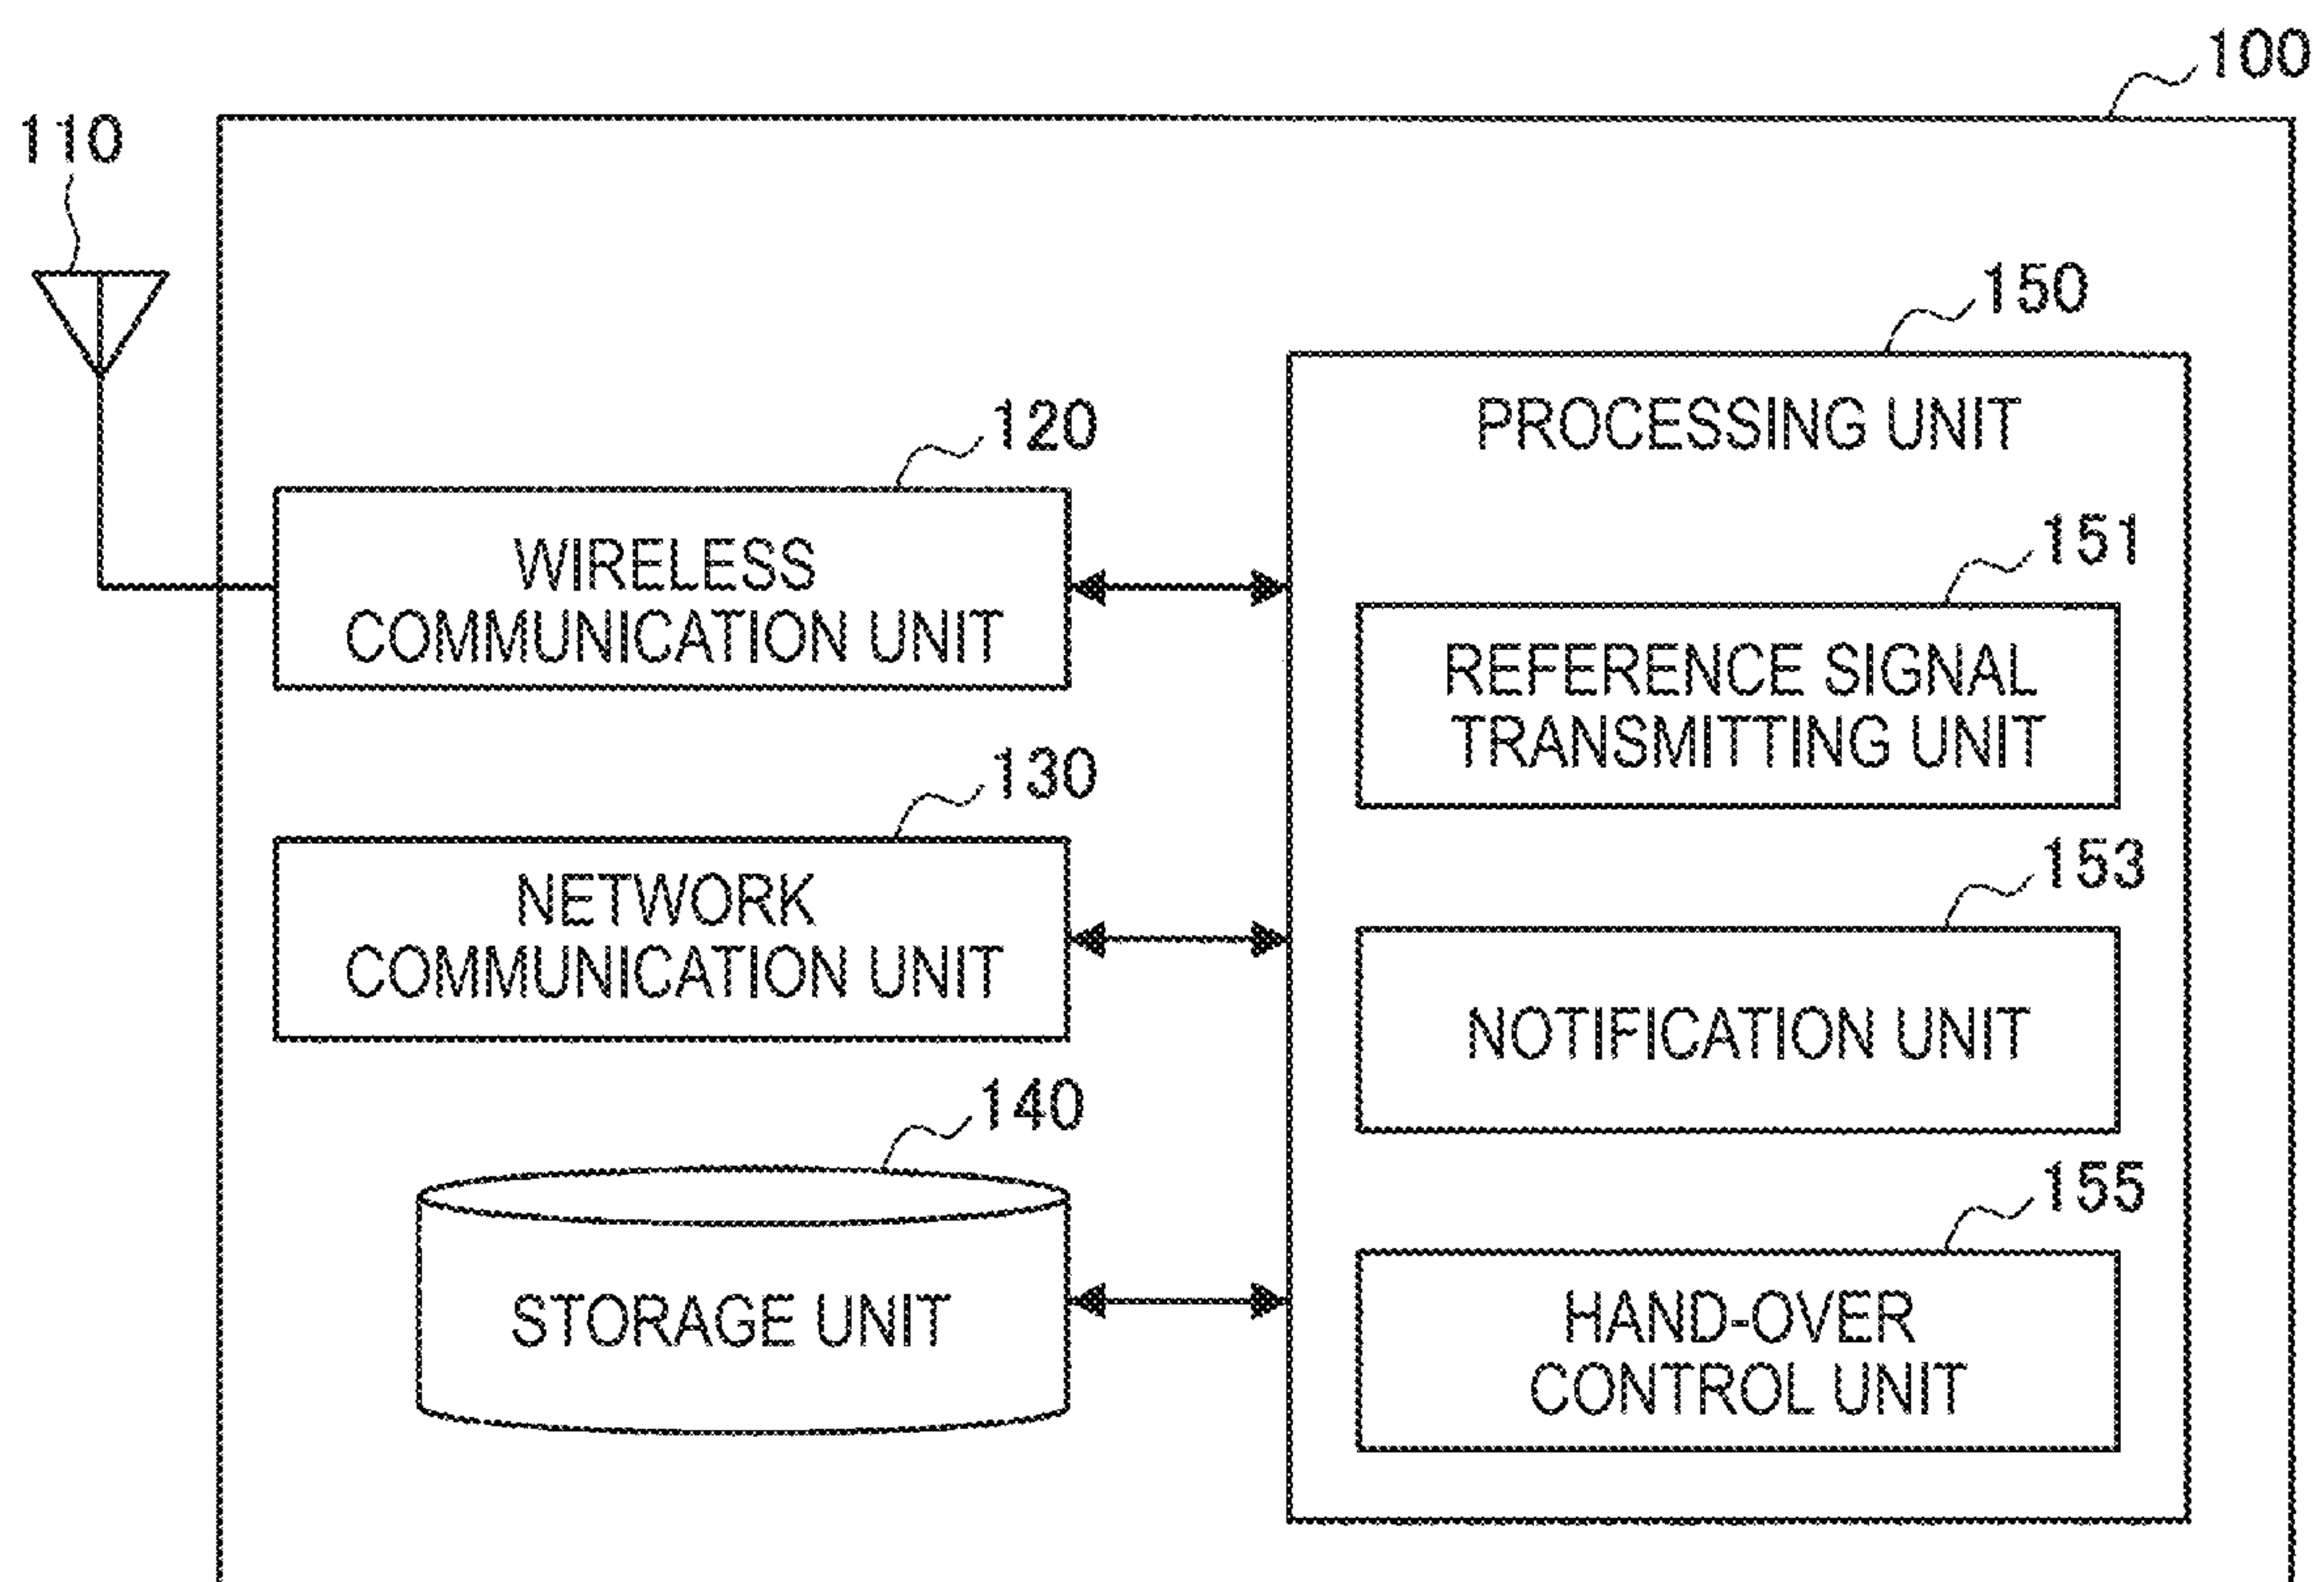 100
110
150
PROCESSING UNIT
120
WIRELESS
COMMUNICATION UNIT
151
REFERENCE SIGNAL
TRANSMITTING UNIT
130
NETWORK
COMMUNICATION UNIT
153
NOTIFICATION UNIT
140
STORAGE UNIT
155
HAND-OVER
CONTROL UNIT